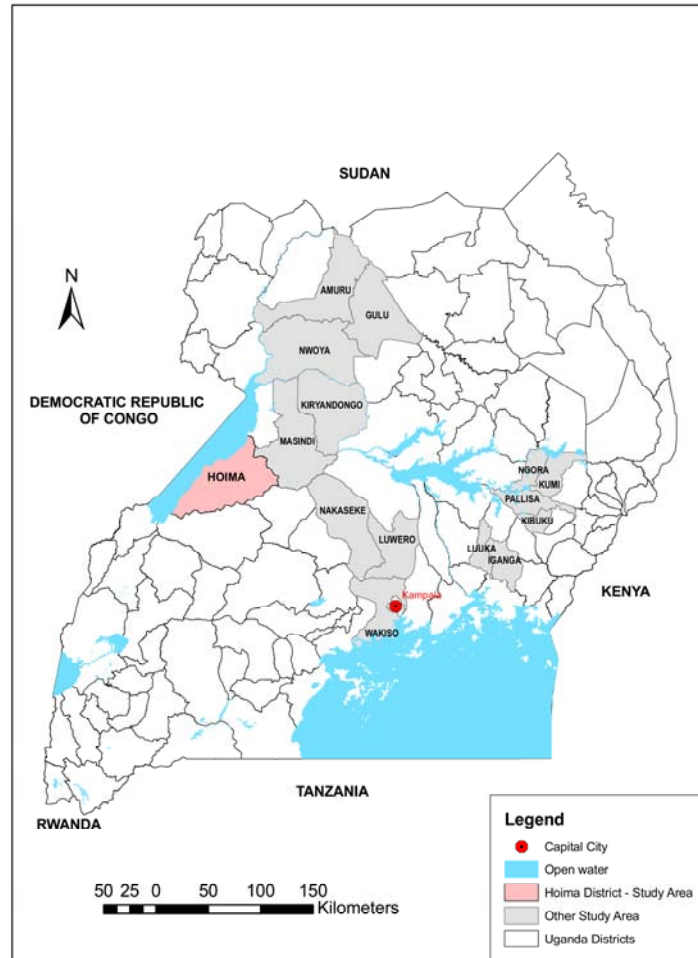 SUDAN
N
AMURU
GULU
NWOYA
DEMOCRATIC REPUBLIC
OF CONGO
KIRYANDONGO
MASINDI
HOIMA
NGORA
KUMI
PALLISA
NAKASEKE
KIBUKU
LUWERO
LUUKA
IGANGA
KENYA
Kampala
WAKISO
TANZANIA
RWANDA
Legend
Capital City
Open water
Hoima District - Study Area
Other Study Area
Uganda Districts
50 25 0 50 100 150
Kilometers